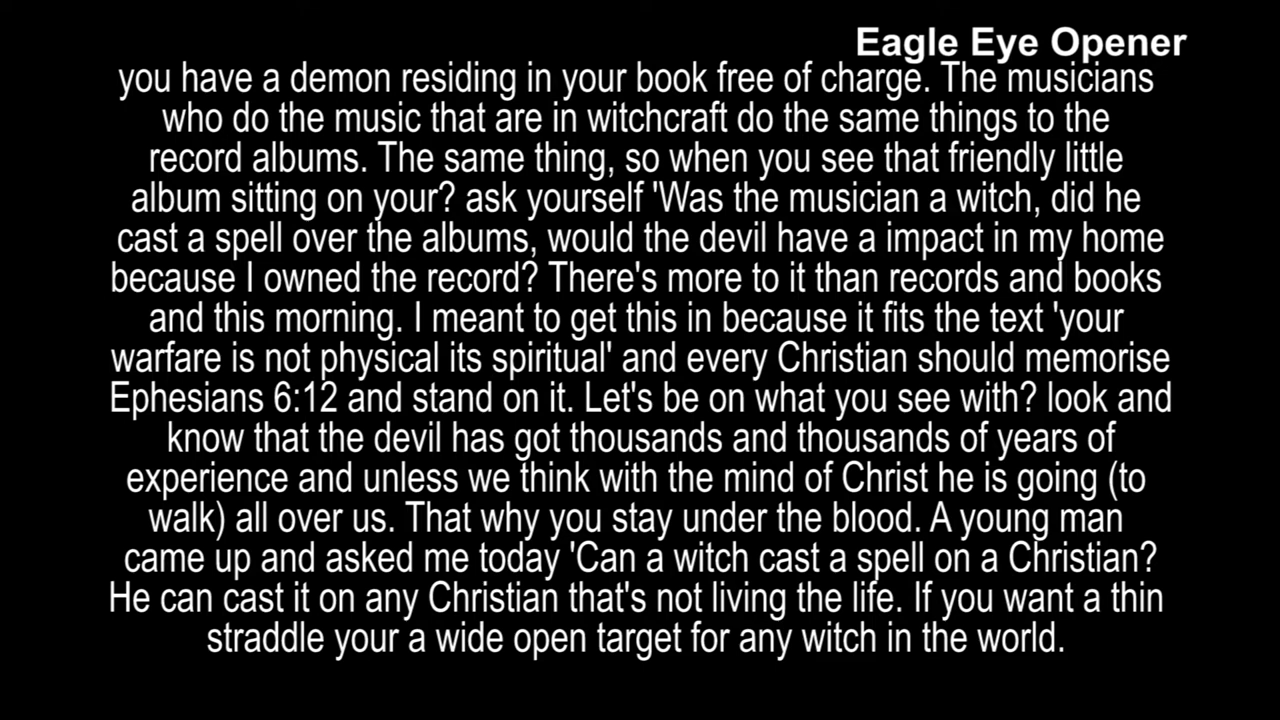 Eagle Eye Opener
you have a demon residing in your book free of charge. The musicians
who do the music that are in witchcraft do the same things to the
record albums. The same thing, so when you see that friendly little
album sitting on your? ask yourself 'Was the musician a witch, did he
cast a spell over the albums, would the devil have a impact in my home
because I owned the record? There's more to it than records and books
and this morning. I meant to get this in because it fits the text 'your
warfare is not physical its spiritual' and every Christian should memorise
Ephesians 6:12 and stand on it. Let's be on what you see with? look and
know that the devil has got thousands and thousands of years of
experience and unless we think with the mind of Christ he is going (to
walk) all over us. That why you stay under the blood. A young man
came up and asked me today 'Can a witch cast a spell on a Christian?
He can cast it on any Christian that's not living the life. If you want a thin
straddle your a wide open target for any witch in the world.